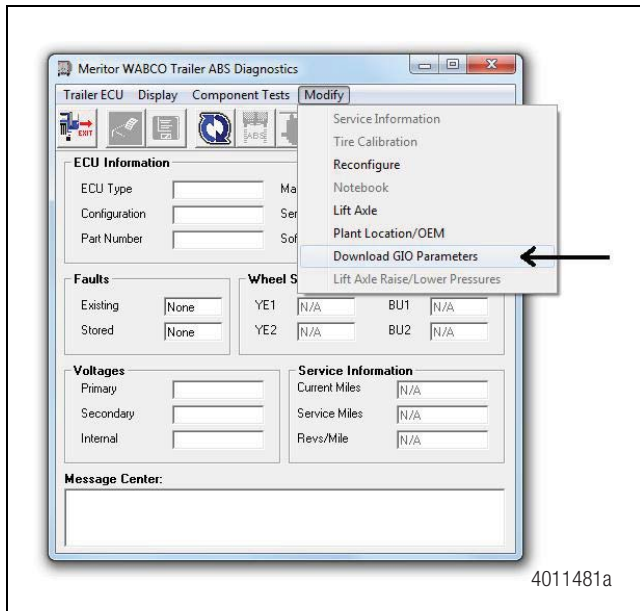 Meritor WABCO Trailer ABS Diagnostics
Trailer ECU Display Component Tests Modify
EXIT ABS
Service Information
Tire Calibration
Reconfigure
Notebook
Lift Axle
Plant Location/OEM
Download GIO Parameters
Lift Axle Raise/Lower Pressures
ECU Information
ECU Type Ma
Configuration Ser
Part Number Sof
Faults
Existing None
Stored None
Wheel S
YE1 N/A BU1 N/A
YE2 N/A BU2 N/A
Voltages
Primary
Secondary
Internal
Service Information
Current Miles N/A
Service Miles N/A
Revs/Mile N/A
Message Center:
4011481a